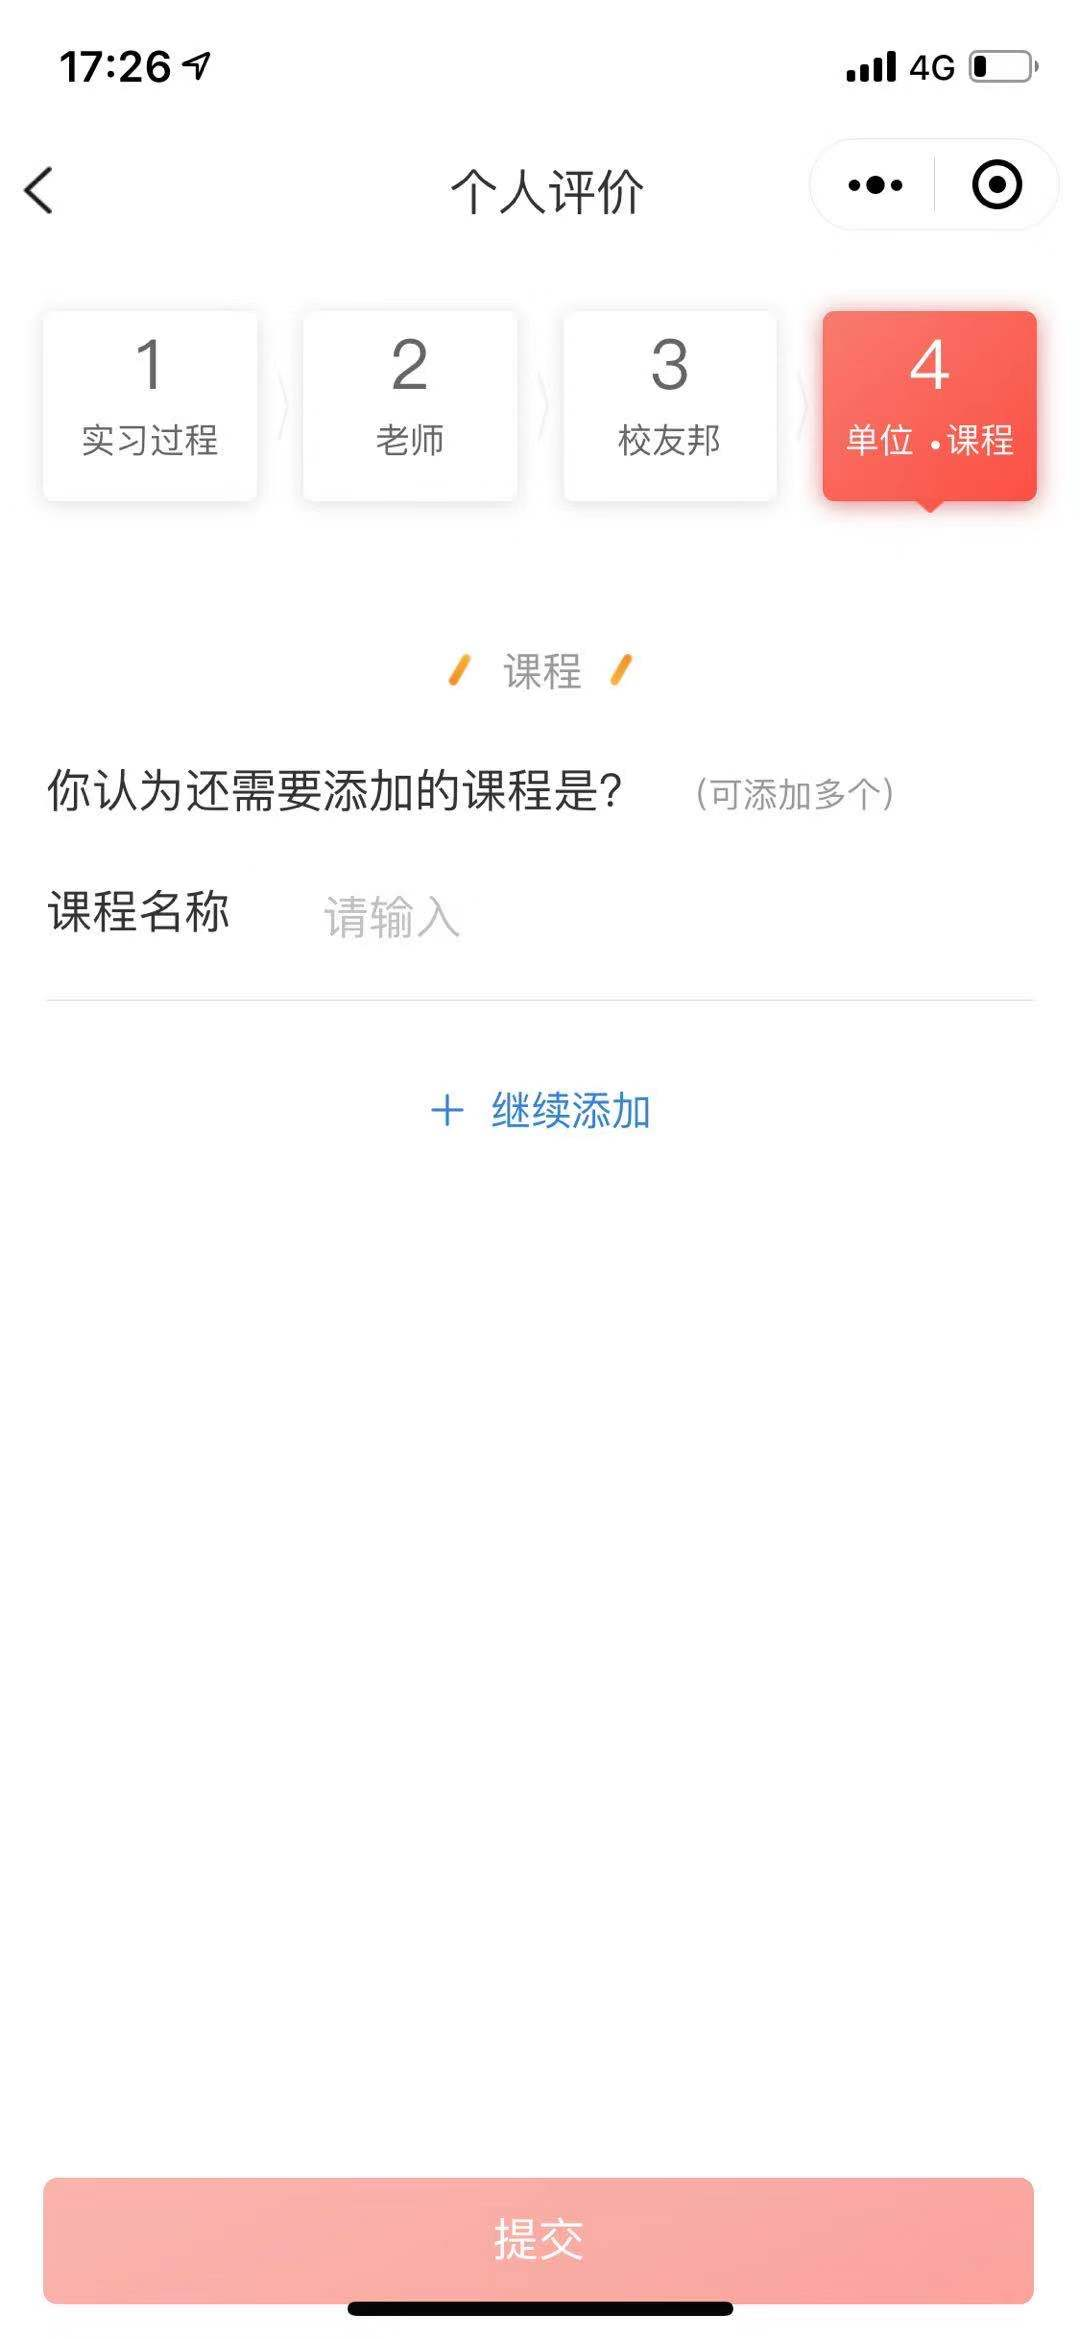 17:26 4G
个人评价
1 2 3 4
实习过程 老师 校友邦 单位 •课程
课程
你认为还需要添加的课程是? (可添加多个)
课程名称 请输入
+ 继续添加
提交